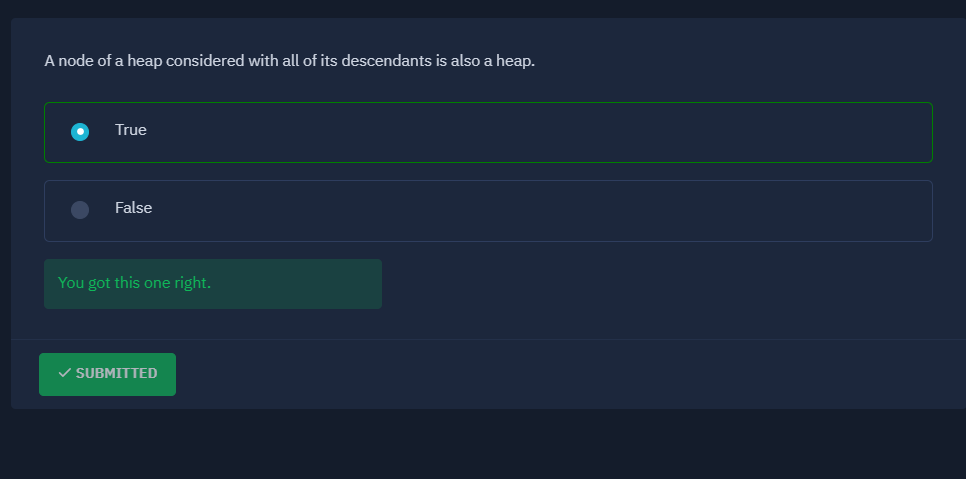 A node of a heap considered with all of its descendants is also a heap.
True
False
You got this one right.
✓ SUBMITTED